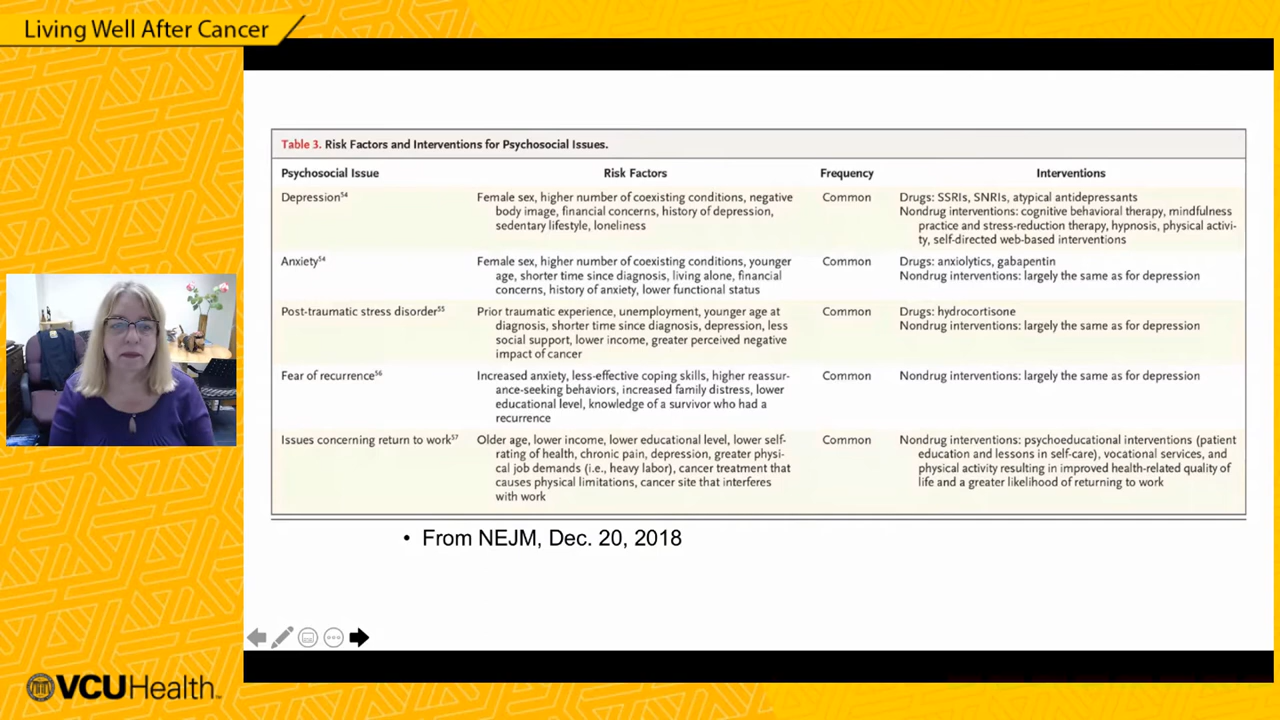 Living Well After Cancer
Table 3. Risk Factors and Interventions for Psychosocial Issues.
Psychosocial Issue Risk Factors Frequency Interventions
Depression⁵⁴ Female sex, higher number of coexisting conditions, negative Common Drugs: SSRIs, SNRIs, atypical antidepressants
body image, financial concerns, history of depression, Nondrug interventions: cognitive behavioral therapy, mindfulness
sedentary lifestyle, loneliness practice and stress-reduction therapy, hypnosis, physical activi-
ty, self-directed web-based interventions
Anxiety⁵⁴ Female sex, higher number of coexisting conditions, younger Common Drugs: anxiolytics, gabapentin
age, shorter time since diagnosis, living alone, financial Nondrug interventions: largely the same as for depression
concerns, history of anxiety, lower functional status
Post-traumatic stress disorder⁵⁵ Prior traumatic experience, unemployment, younger age at Common Drugs: hydrocortisone
diagnosis, shorter time since diagnosis, depression, less Nondrug interventions: largely the same as for depression
social support, lower income, greater perceived negative
impact of cancer
Fear of recurrence⁵⁶ Increased anxiety, less-effective coping skills, higher reassur- Common Nondrug interventions: largely the same as for depression
ance-seeking behaviors, increased family distress, lower
educational level, knowledge of a survivor who had a
recurrence
Issues concerning return to work⁵⁷ Older age, lower income, lower educational level, lower self- Common Nondrug interventions: psychoeducational interventions (patient
rating of health, chronic pain, depression, greater physi- education and lessons in self-care), vocational services, and
cal job demands (i.e., heavy labor), cancer treatment that physical activity resulting in improved health-related quality of
causes physical limitations, cancer site that interferes life and a greater likelihood of returning to work
with work
• From NEJM, Dec. 20, 2018
VCUHealth